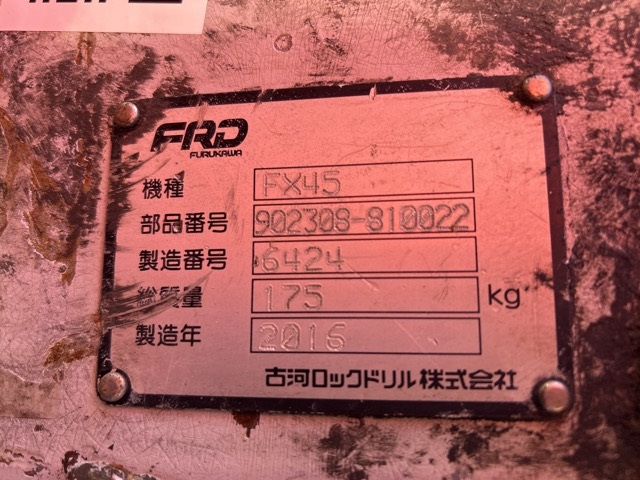 FRD
FURUKAWA
機種 FX45
部品番号 902308-810022
製造番号 6424
総質量 175 kg
製造年 2016
古河ロックドリル株式会社